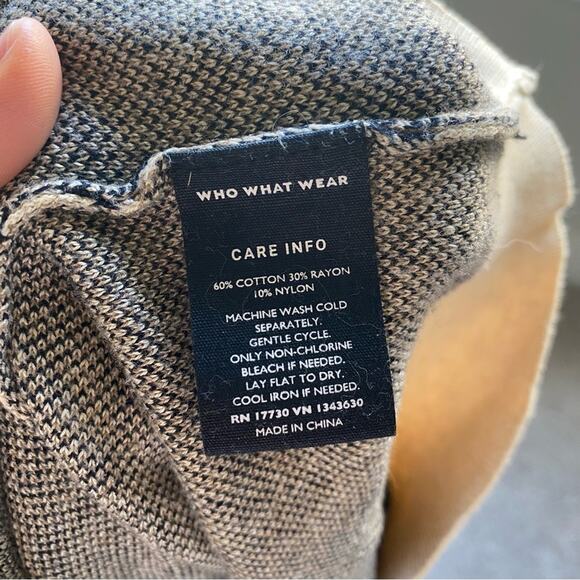 WHO WHAT WEAR
CARE INFO
60% COTTON 30% RAYON
10% NYLON
MACHINE WASH COLD
SEPARATELY.
GENTLE CYCLE.
ONLY NON-CHLORINE
BLEACH IF NEEDED.
LAY FLAT TO DRY.
COOL IRON IF NEEDED.
RN 17730 VN 1343630
MADE IN CHINA